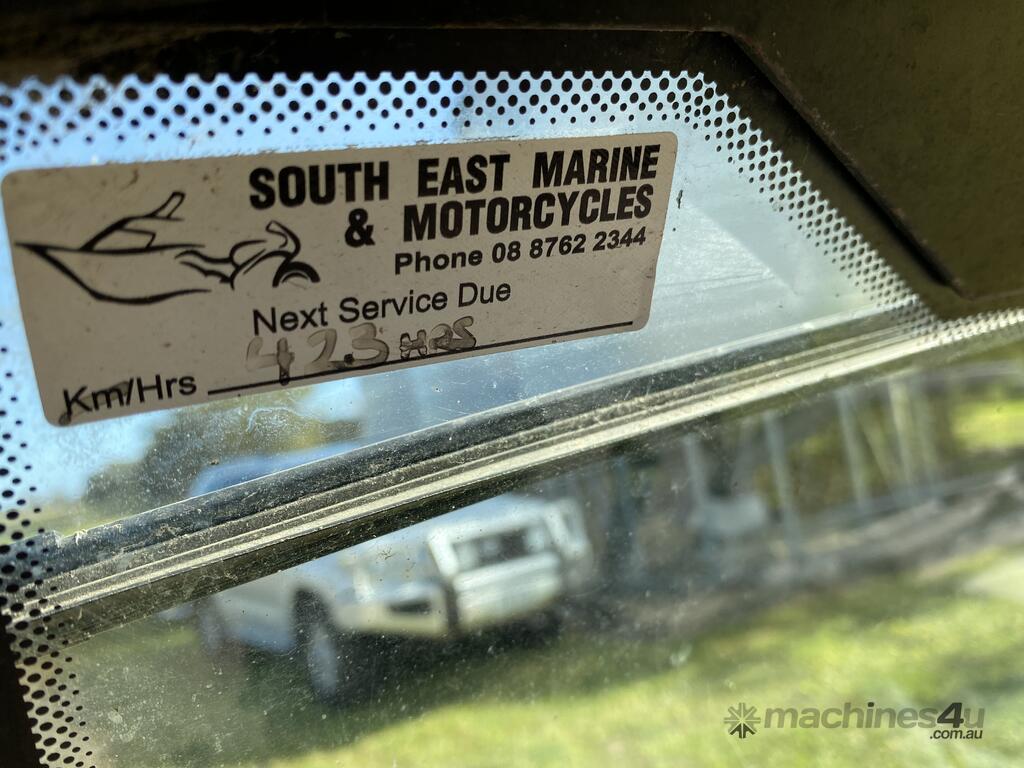 SOUTH EAST MARINE
& MOTORCYCLES
Phone 08 8762 2344
Next Service Due
Km/Hrs 423 HRS
machines4u
.com.au